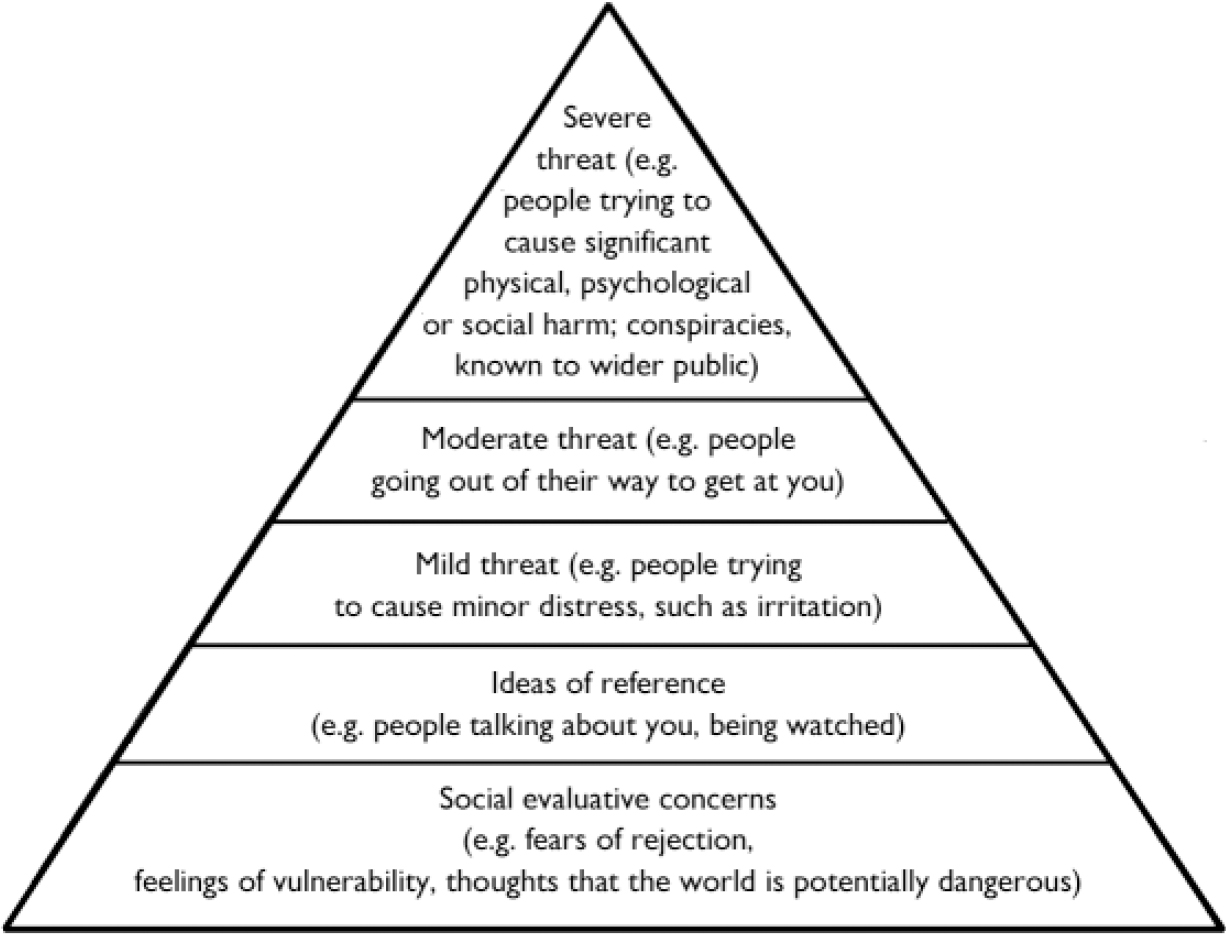 Severe
threat (e.g.
people trying to
cause significant
physical, psychological
or social harm; conspiracies,
known to wider public)
Moderate threat (e.g. people
going out of their way to get at you)
Mild threat (e.g. people trying
to cause minor distress, such as irritation)
Ideas of reference
(e.g. people talking about you, being watched)
Social evaluative concerns
(e.g. fears of rejection,
feelings of vulnerability, thoughts that the world is potentially dangerous)